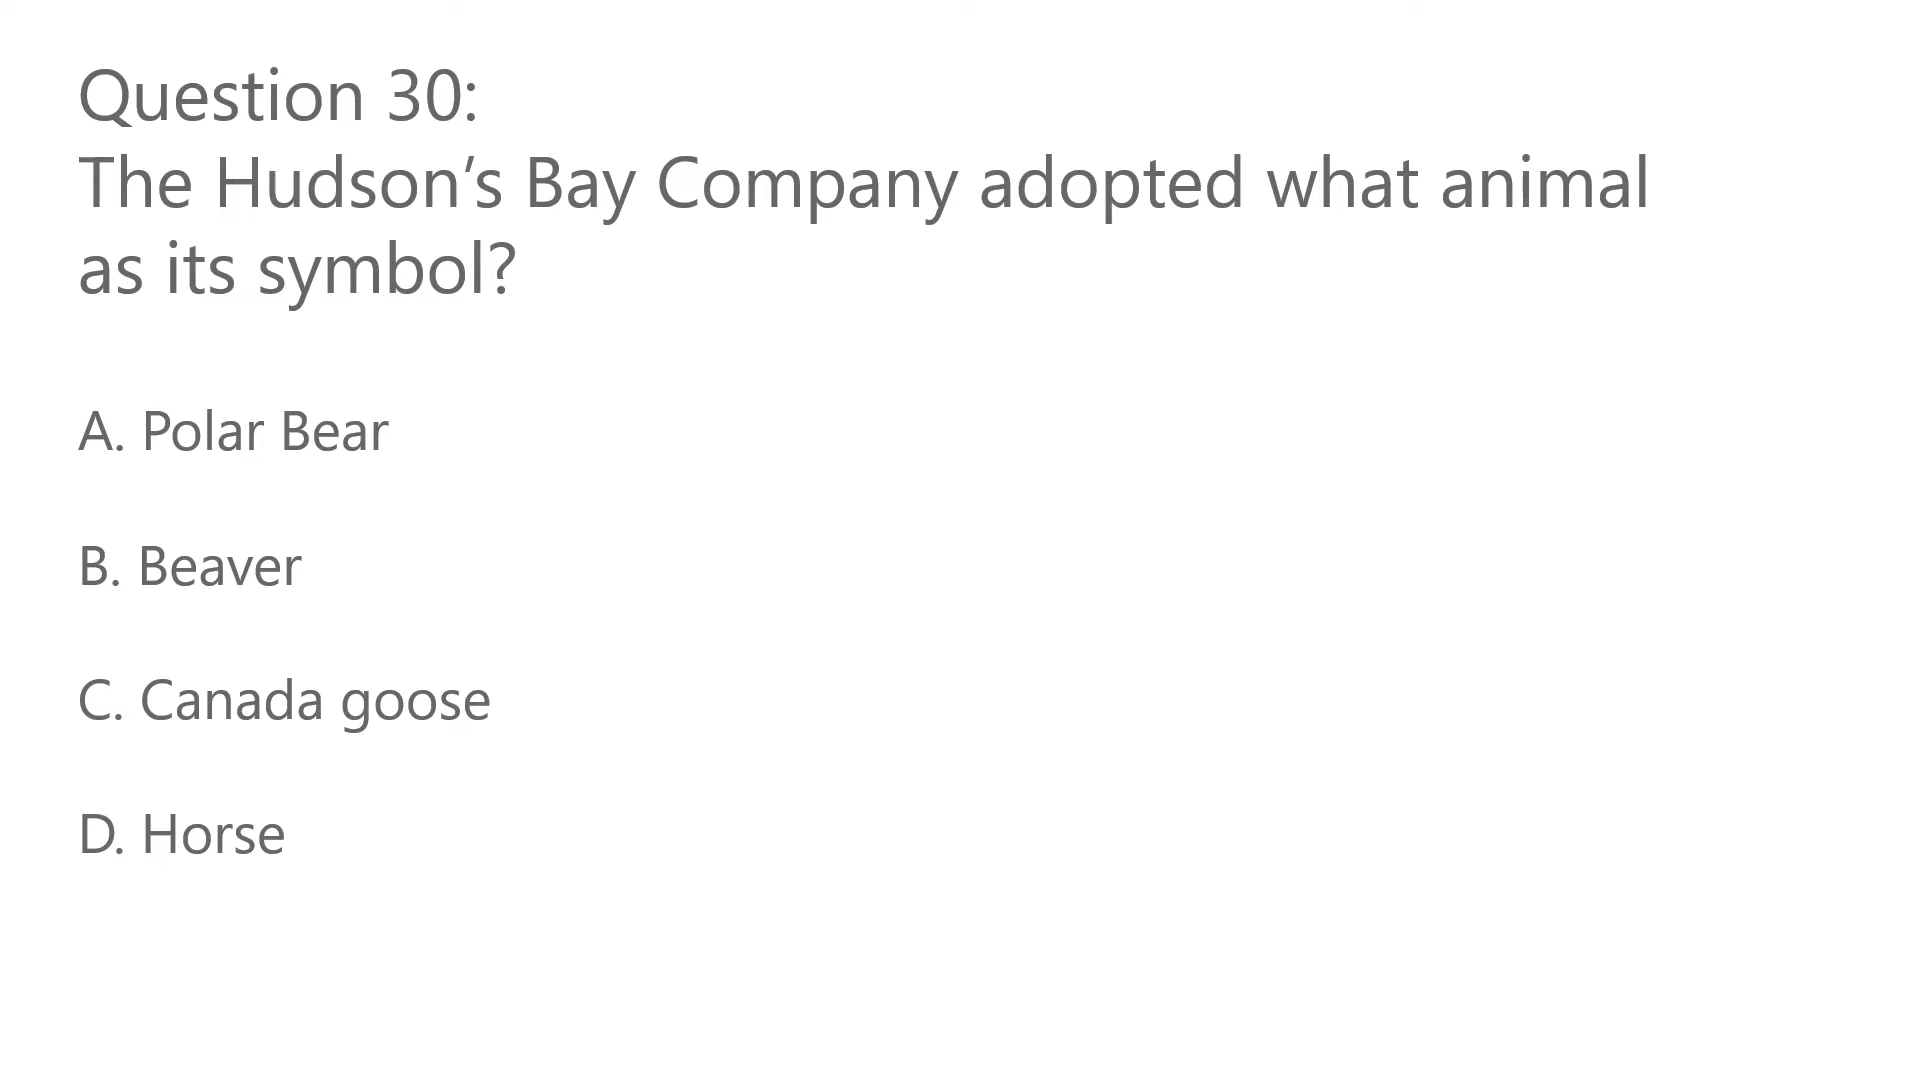 Question 30:
The Hudson’s Bay Company adopted what animal
as its symbol?
A. Polar Bear
B. Beaver
C. Canada goose
D. Horse